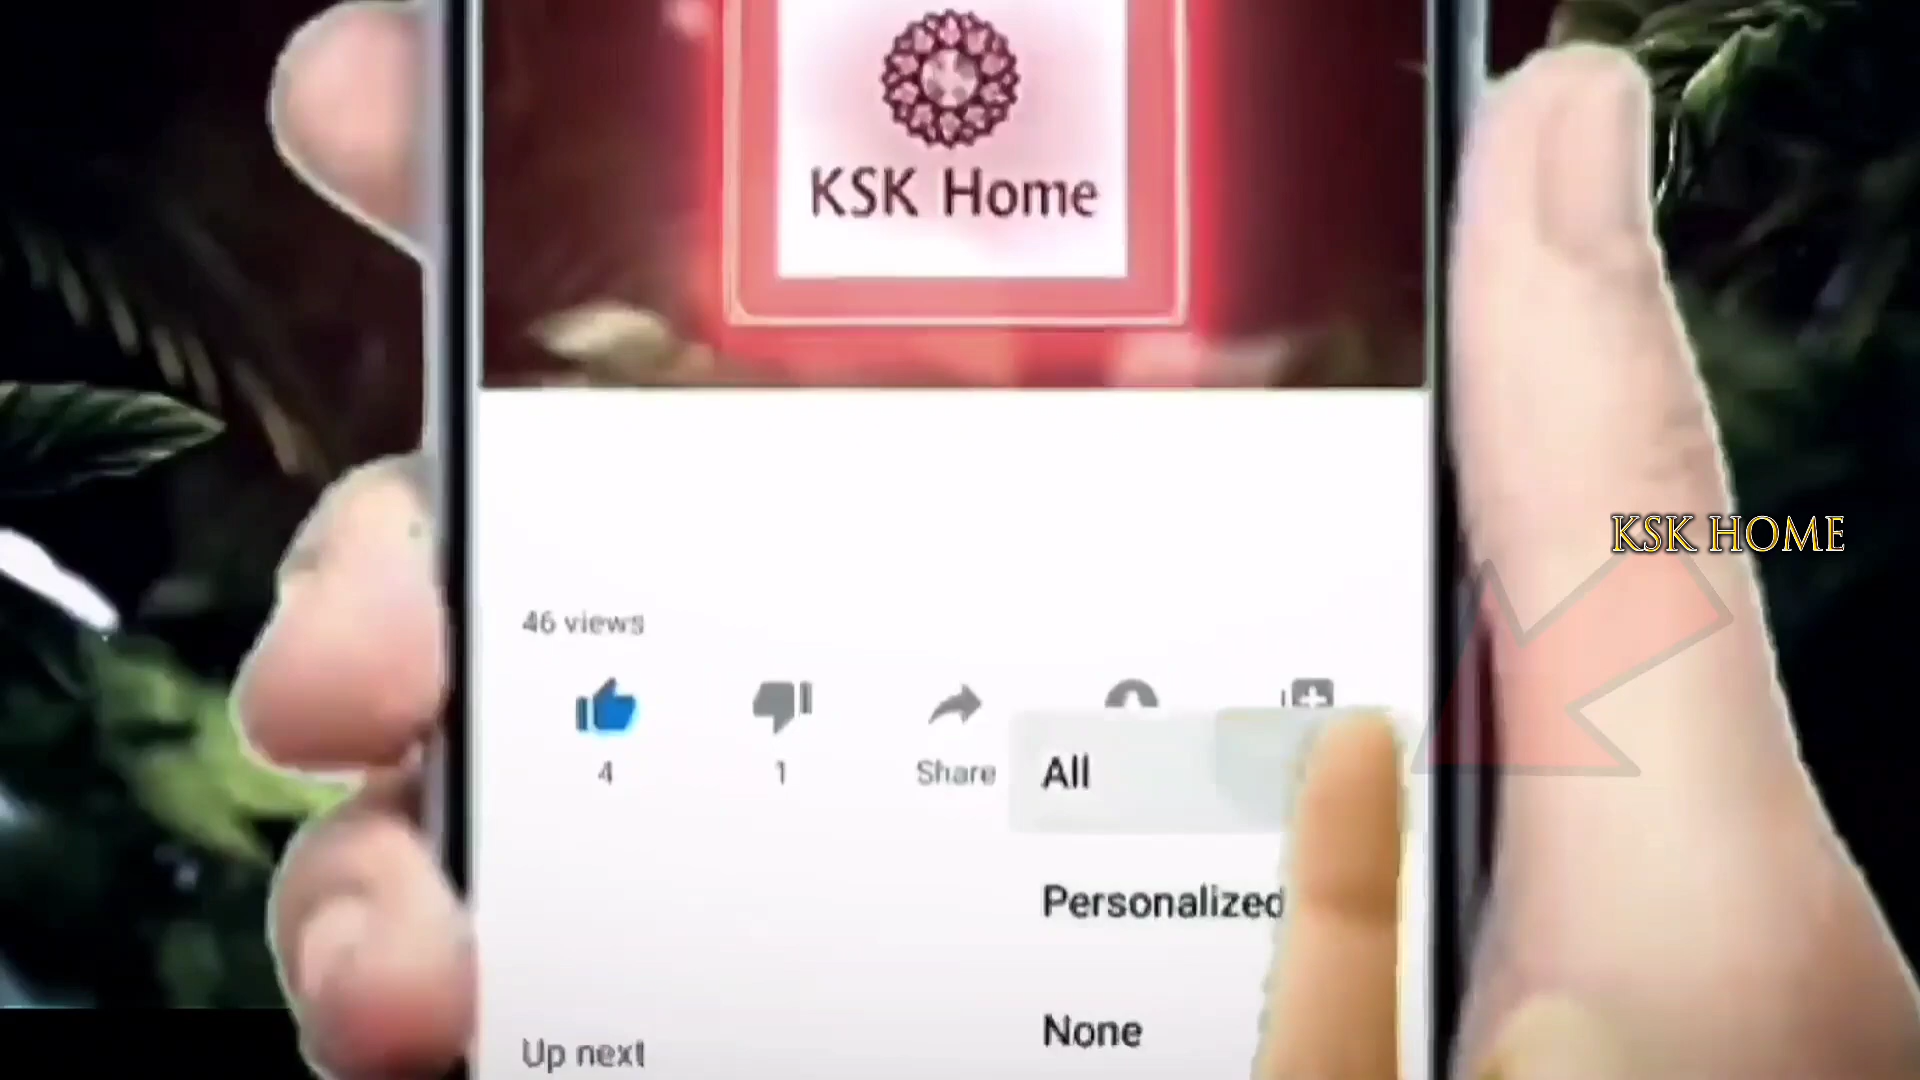 KSK Home
KSK HOME
46 views
4
1
Share
All
Personalized
None
Up next